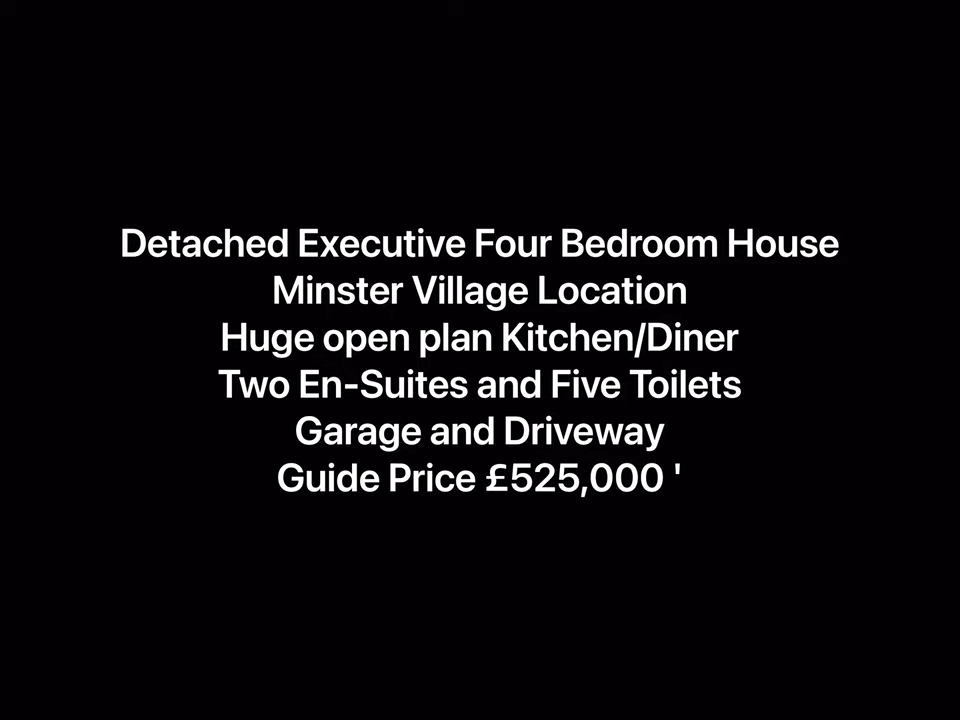 Detached Executive Four Bedroom House
Minster Village Location
Huge open plan Kitchen/Diner
Two En-Suites and Five Toilets
Garage and Driveway
Guide Price £525,000 '